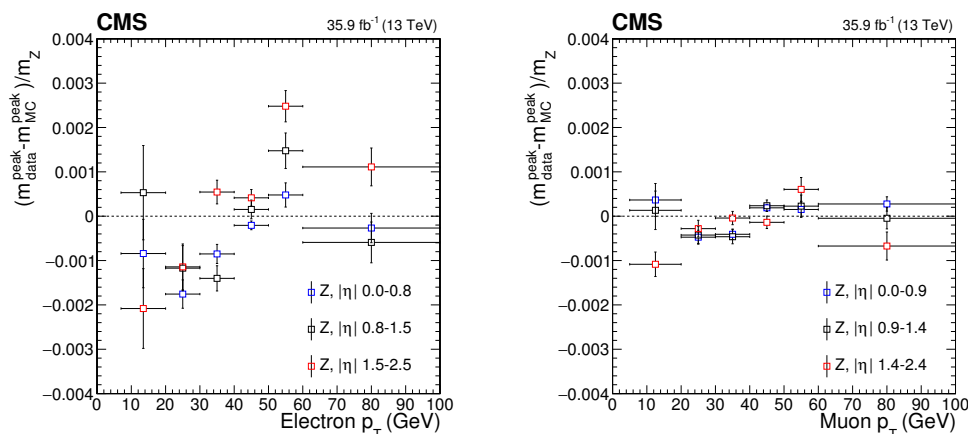 CMS 35.9 fb⁻¹ (13 TeV)
(m_data^peak-m_MC^peak)/m_Z
0.004
0.003
0.002
0.001
0
−0.001
−0.002
−0.003
−0.004
Z, |η| 0.0-0.8
Z, |η| 0.8-1.5
Z, |η| 1.5-2.5
0 10 20 30 40 50 60 70 80 90 100
Electron p_T (GeV)
CMS 35.9 fb⁻¹ (13 TeV)
(m_data^peak-m_MC^peak)/m_Z
0.004
0.003
0.002
0.001
0
−0.001
−0.002
−0.003
−0.004
Z, |η| 0.0-0.9
Z, |η| 0.9-1.4
Z, |η| 1.4-2.4
0 10 20 30 40 50 60 70 80 90 100
Muon p_T (GeV)